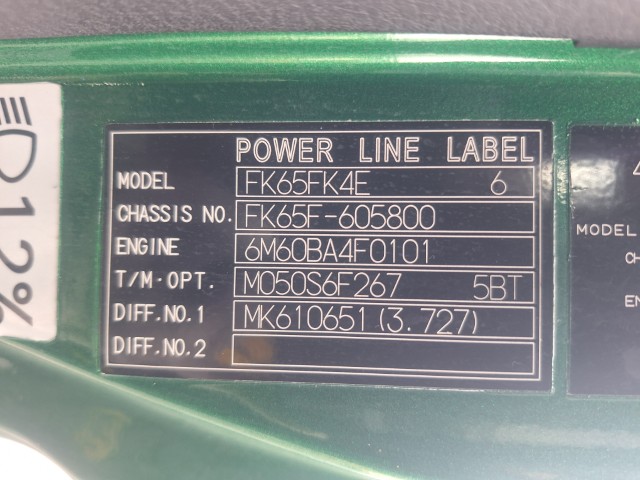 POWER LINE LABEL
MODEL FK65FK4E 6
CHASSIS NO. FK65F-605800
ENGINE 6M60BA4F0101
T/M-OPT. M050S6F267 5BT
DIFF.NO.1 MK610651 (3.727)
DIFF.NO.2
12%
MODEL